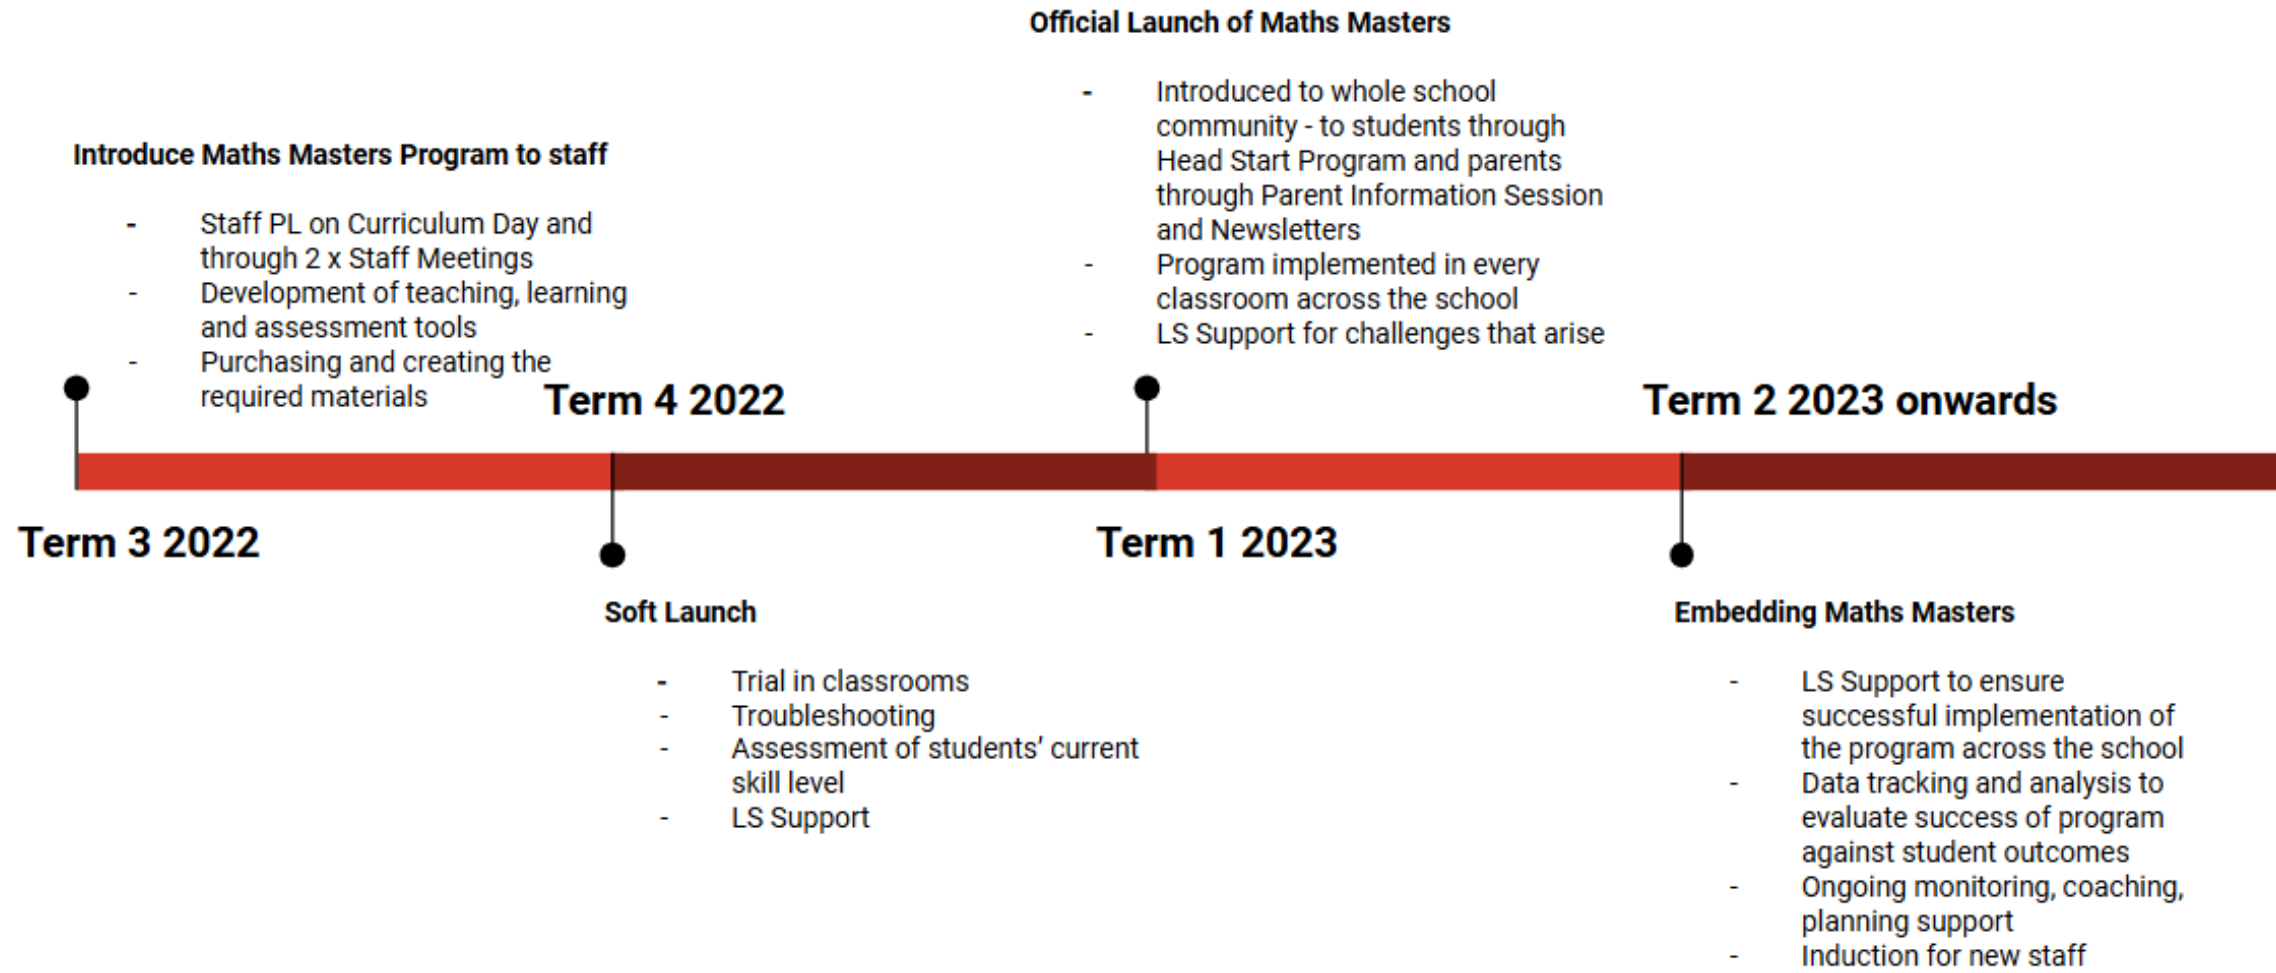 Official Launch of Maths Masters
- Introduced to whole school
community - to students through
Head Start Program and parents
through Parent Information Session
and Newsletters
- Program implemented in every
classroom across the school
- LS Support for challenges that arise
Introduce Maths Masters Program to staff
- Staff PL on Curriculum Day and
through 2 x Staff Meetings
- Development of teaching, learning
and assessment tools
- Purchasing and creating the
required materials
Term 4 2022
Term 2 2023 onwards
Term 3 2022
Term 1 2023
Soft Launch
- Trial in classrooms
- Troubleshooting
- Assessment of students’ current
skill level
- LS Support
Embedding Maths Masters
- LS Support to ensure
successful implementation of
the program across the school
- Data tracking and analysis to
evaluate success of program
against student outcomes
- Ongoing monitoring, coaching,
planning support
- Induction for new staff